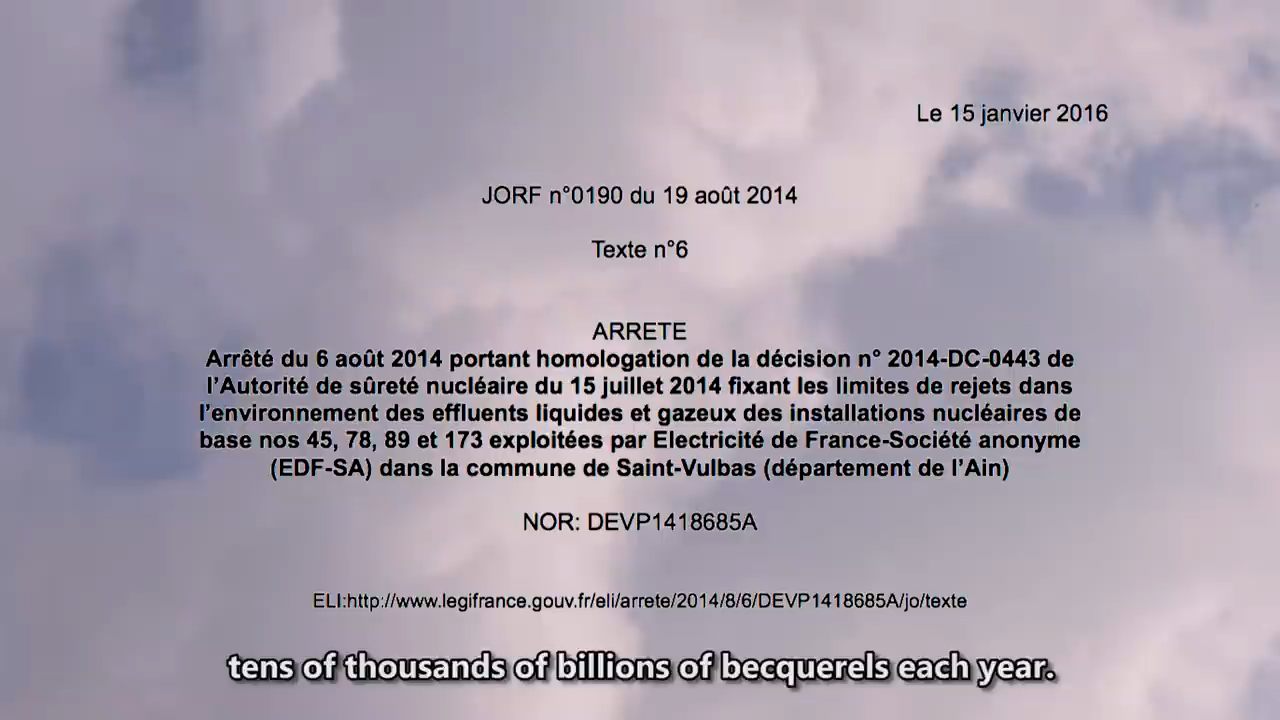 Le 15 janvier 2016
JORF n°0190 du 19 août 2014
Texte n°6
ARRETE
Arrêté du 6 août 2014 portant homologation de la décision n° 2014-DC-0443 de
l’Autorité de sûreté nucléaire du 15 juillet 2014 fixant les limites de rejets dans
l’environnement des effluents liquides et gazeux des installations nucléaires de
base nos 45, 78, 89 et 173 exploitées par Electricité de France-Société anonyme
(EDF-SA) dans la commune de Saint-Vulbas (département de l’Ain)
NOR: DEVP1418685A
ELI:http://www.legifrance.gouv.fr/eli/arrete/2014/8/6/DEVP1418685A/jo/texte
tens of thousands of billions of becquerels each year.